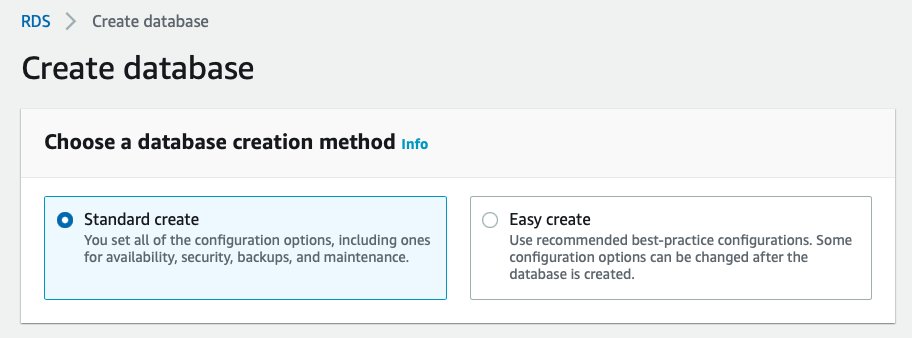 RDS > Create database
Create database
Choose a database creation method Info
Standard create
You set all of the configuration options, including ones
for availability, security, backups, and maintenance.
Easy create
Use recommended best-practice configurations. Some
configuration options can be changed after the
database is created.